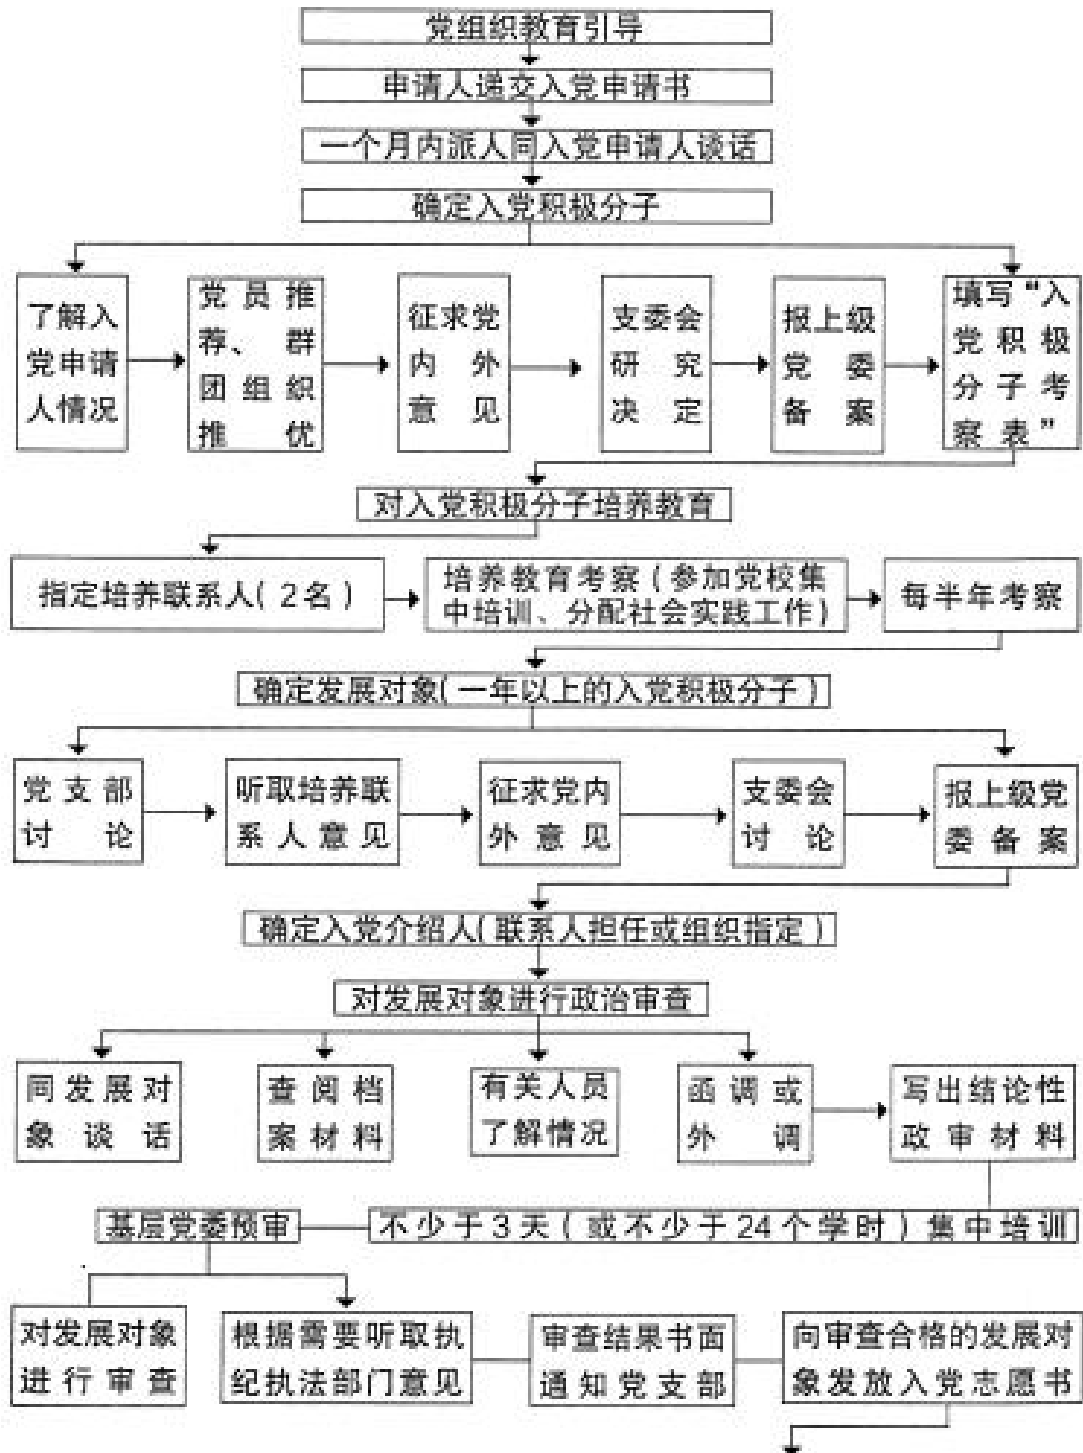 党组织教育引导
申请人递交入党申请书
一个月内派人同入党申请人谈话
确定入党积极分子
了解入
党申请
人情况
党员推
荐、群
团组织
推优
征求党
内外
意见
支委会
研究
决定
报上级
党委
备案
填写“入
党积极
分子考
察表”
对入党积极分子培养教育
指定培养联系人(2名)
培养教育考察(参加党校集
中培训、分配社会实践工作)
每半年考察
确定发展对象(一年以上的入党积极分子)
党支部
讨论
听取培养联
系人意见
征求党内
外意见
支委会
讨论
报上级党
委备案
确定入党介绍人(联系人担任或组织指定)
对发展对象进行政治审查
同发展对
象谈话
查阅档
案材料
有关人员
了解情况
函调或
外调
写出结论性
政审材料
基层党委预审
不少于3天(或不少于24个学时)集中培训
对发展对象
进行审查
根据需要听取执
纪执法部门意见
审查结果书面
通知党支部
向审查合格的发展对
象发放入党志愿书